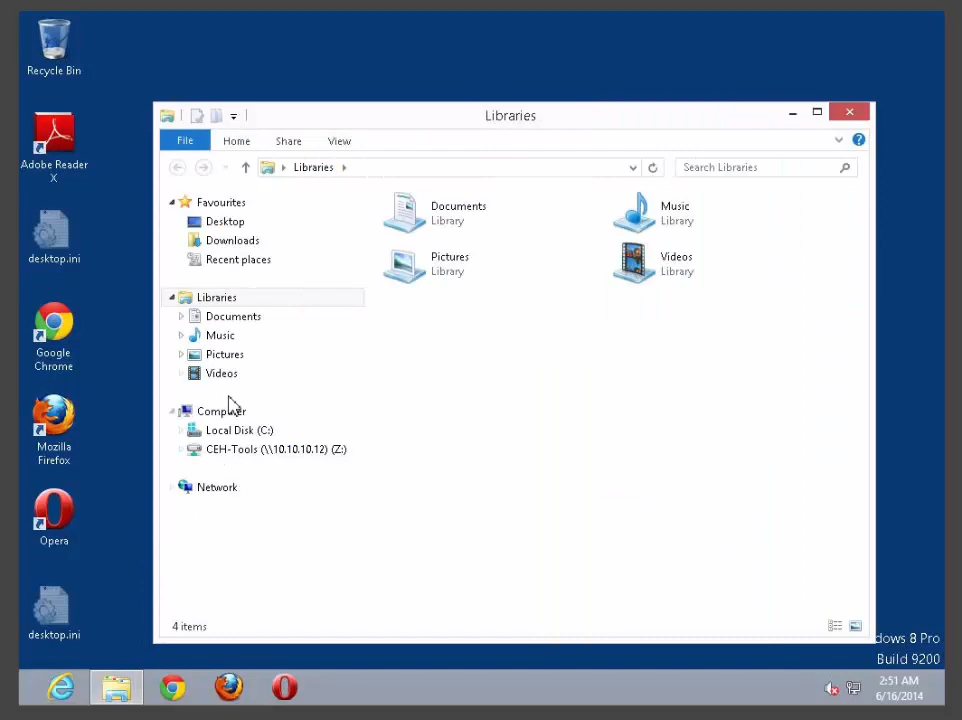 Recycle Bin
Adobe Reader
X
desktop.ini
Google
Chrome
Mozilla
Firefox
Opera
desktop.ini
Libraries
File
Home
Share
View
Libraries
Search Libraries
Favourites
Desktop
Downloads
Recent places
Libraries
Documents
Music
Pictures
Videos
Computer
Local Disk (C:)
CEH-Tools (\\10.10.10.12) (Z:)
Network
Documents
Library
Music
Library
Pictures
Library
Videos
Library
4 items
dows 8 Pro
Build 9200
2:51 AM
6/16/2014